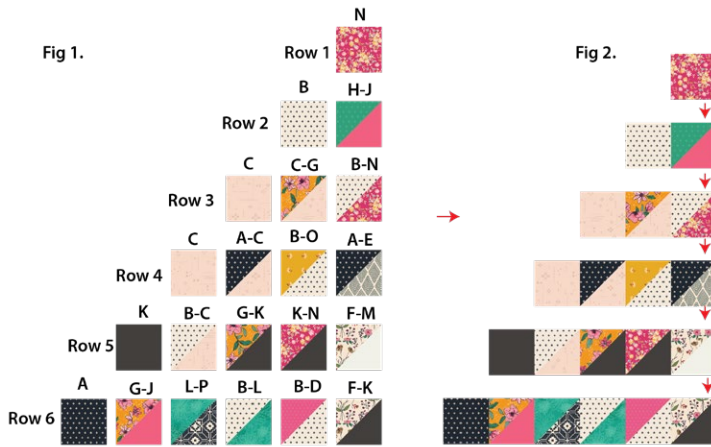 Fig 1.
Fig 2.
N
Row 1
B H-J
Row 2
C C-G B-N
Row 3
C A-C B-O A-E
Row 4
K B-C G-K K-N F-M
Row 5
A G-J L-P B-L B-D F-K
Row 6